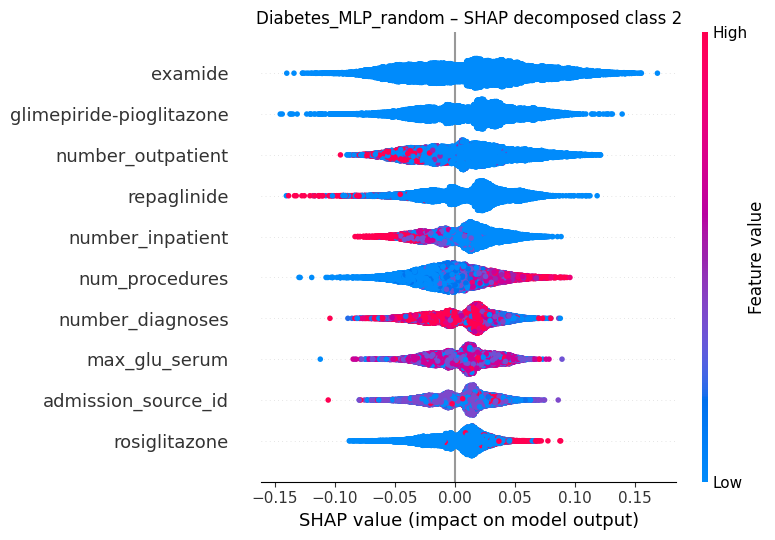 Diabetes_MLP_random – SHAP decomposed class 2
High
examide
glimepiride-pioglitazone
number_outpatient
repaglinide
number_inpatient
num_procedures
number_diagnoses
max_glu_serum
admission_source_id
rosiglitazone
Feature value
Low
−0.15 −0.10 −0.05 0.00 0.05 0.10 0.15
SHAP value (impact on model output)